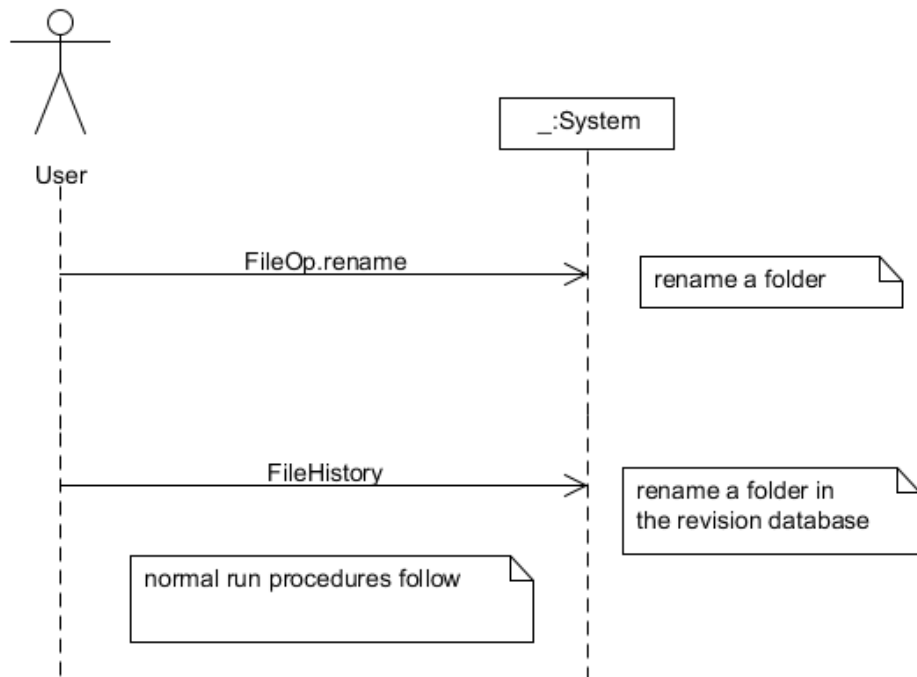 _:System
User
FileOp.rename
rename a folder
FileHistory
rename a folder in
the revision database
normal run procedures follow